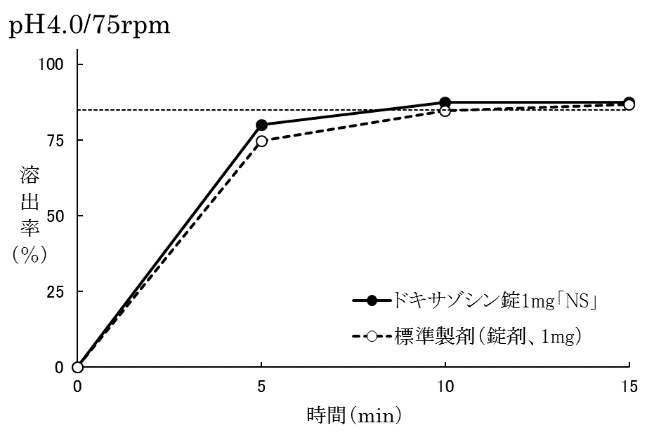 pH4.0/75rpm
100
75
50
25
0
溶出率(%)
0 5 10 15
時間(min)
ドキサゾシン錠1mg「NS」
標準製剤(錠剤、1mg)